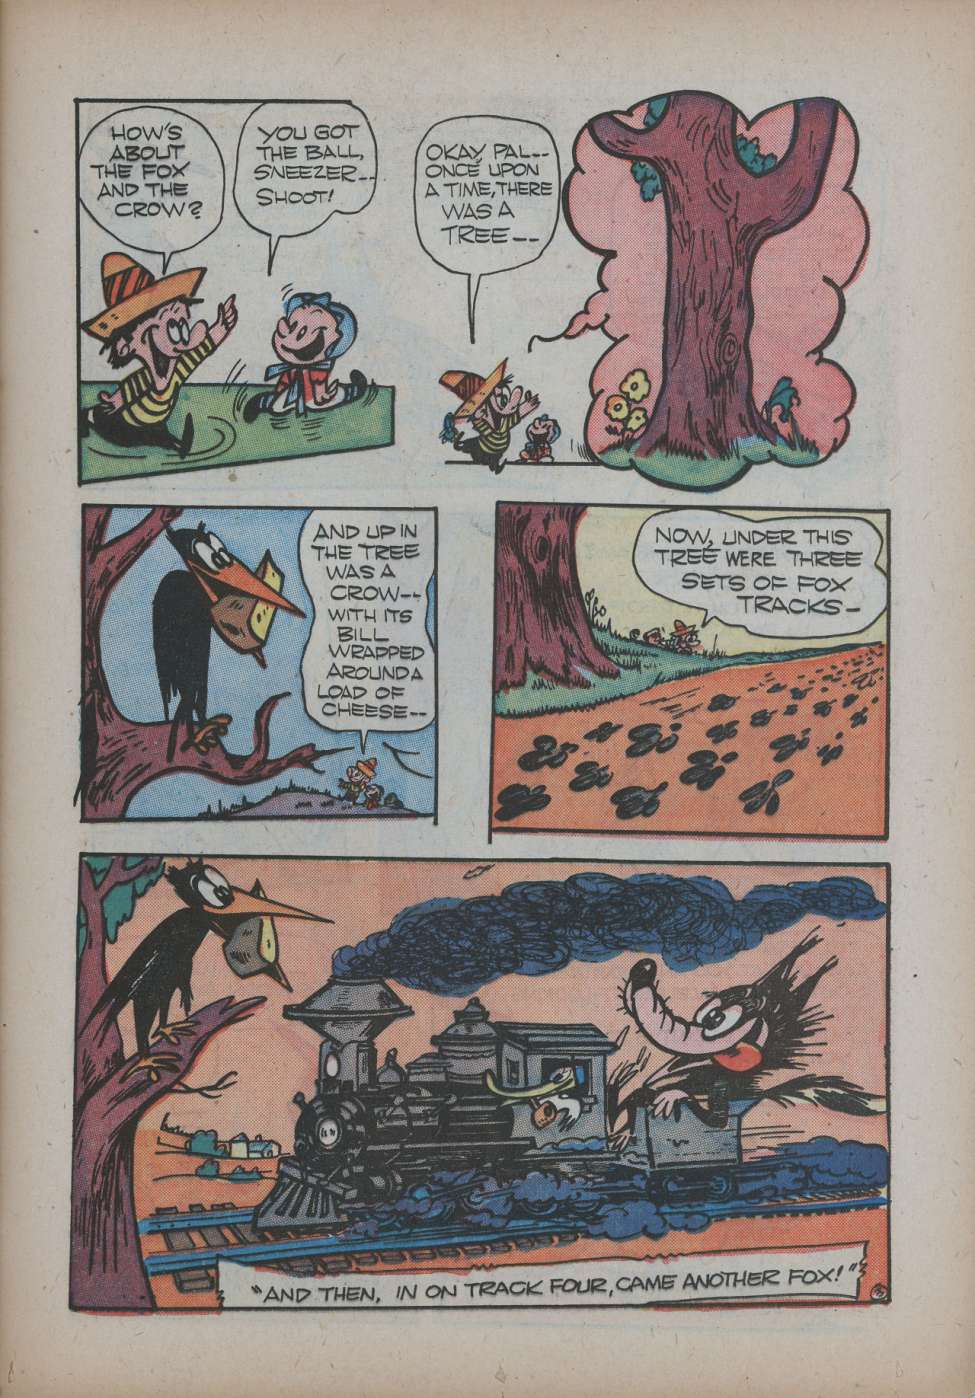 HOW'S
ABOUT
THE FOX
AND THE
CROW?
YOU GOT
THE BALL,
SNEEZER--
SHOOT!
OKAY, PAL--
ONCE UPON
A TIME, THERE
WAS A
TREE--
AND UP IN
THE TREE
WAS A
CROW--
WITH ITS
BILL
WRAPPED
AROUND A
LOAD OF
CHEESE--
NOW, UNDER THIS
TREE WERE THREE
SETS OF FOX
TRACKS-
"AND THEN, IN ON TRACK FOUR, CAME ANOTHER FOX!"